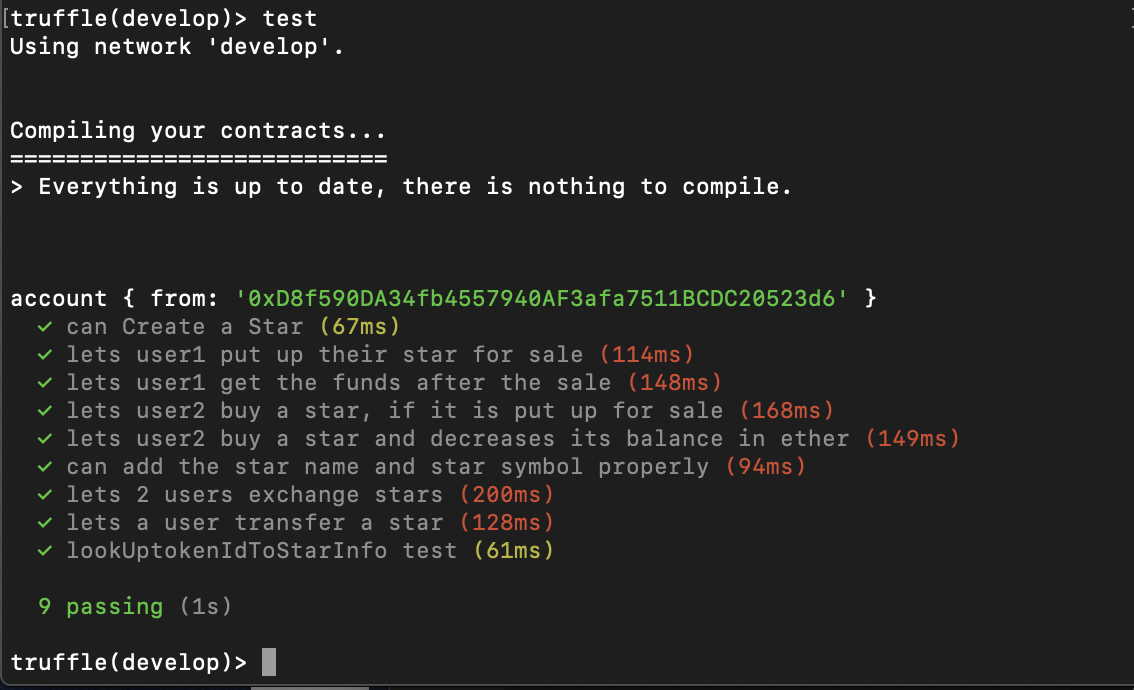 [truffle(develop)> test
Using network 'develop'.
Compiling your contracts...
===========================
> Everything is up to date, there is nothing to compile.
account { from: '0xD8f590DA34fb4557940AF3afa7511BCDC20523d6' }
✓ can Create a Star (67ms)
✓ lets user1 put up their star for sale (114ms)
✓ lets user1 get the funds after the sale (148ms)
✓ lets user2 buy a star, if it is put up for sale (168ms)
✓ lets user2 buy a star and decreases its balance in ether (149ms)
✓ can add the star name and star symbol properly (94ms)
✓ lets 2 users exchange stars (200ms)
✓ lets a user transfer a star (128ms)
✓ lookUptokenIdToStarInfo test (61ms)
9 passing (1s)
truffle(develop)>